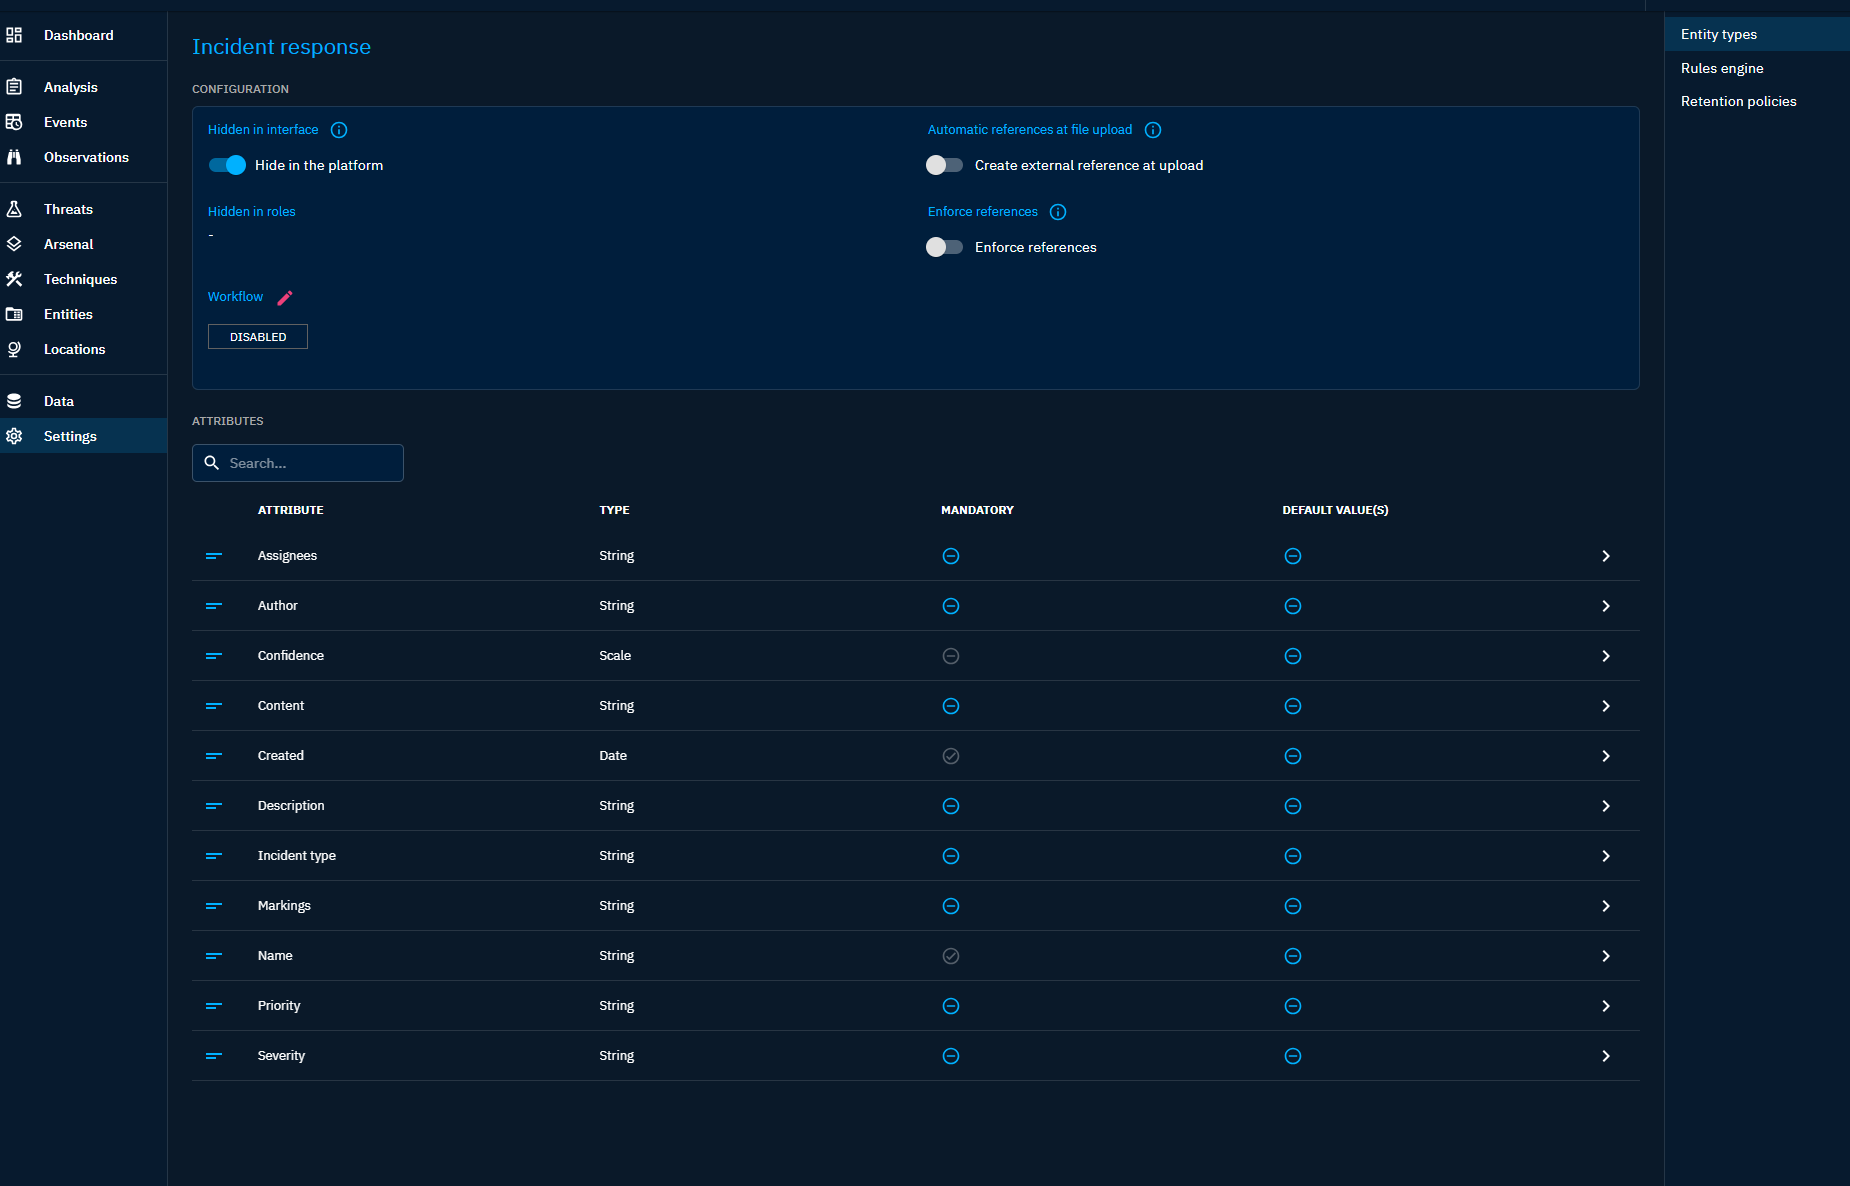 Dashboard
Analysis
Events
Observations
Threats
Arsenal
Techniques
Entities
Locations
Data
Settings
Incident response
CONFIGURATION
Hidden in interface
Hide in the platform
Automatic references at file upload
Create external reference at upload
Hidden in roles
-
Enforce references
Enforce references
Workflow
DISABLED
ATTRIBUTES
Search...
ATTRIBUTE TYPE MANDATORY DEFAULT VALUE(S)
Assignees String
Author String
Confidence Scale
Content String
Created Date
Description String
Incident type String
Markings String
Name String
Priority String
Severity String
Entity types
Rules engine
Retention policies